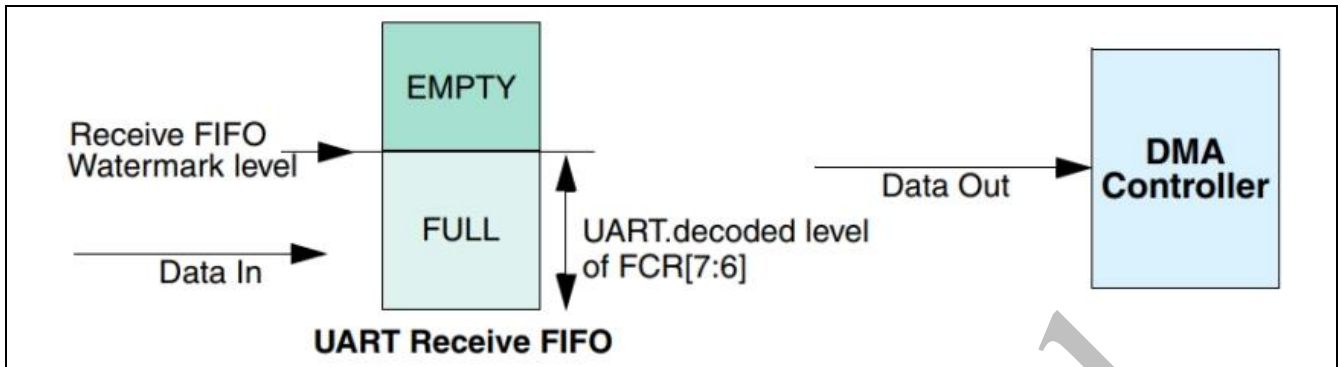 EMPTY
Receive FIFO
Watermark level
FULL
UART.decoded level
of FCR[7:6]
Data In
UART Receive FIFO
Data Out
DMA
Controller